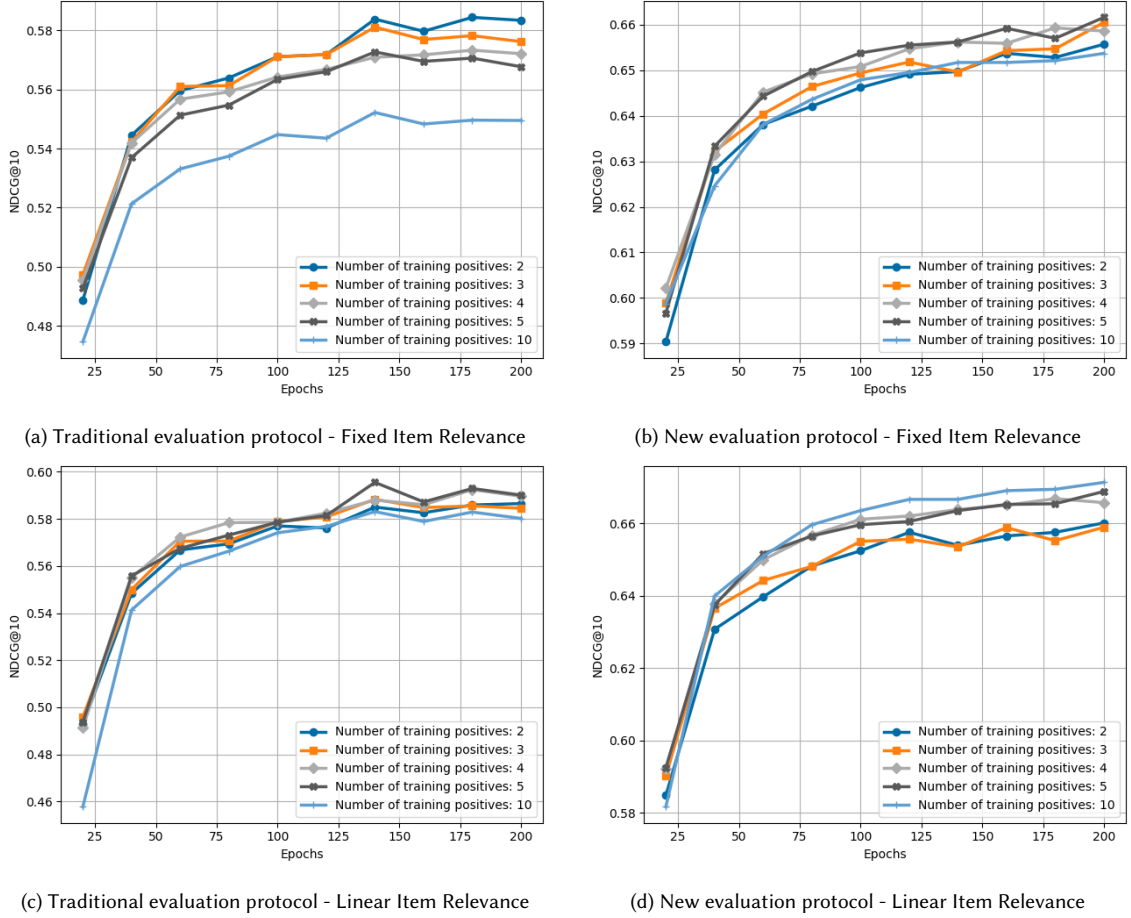 0.58
0.56
0.54
0.52
0.50
0.48
NDCG@10
25 50 75 100 125 150 175 200
Epochs
Number of training positives: 2
Number of training positives: 3
Number of training positives: 4
Number of training positives: 5
Number of training positives: 10
(a) Traditional evaluation protocol - Fixed Item Relevance
0.66
0.65
0.64
0.63
0.62
0.61
0.60
0.59
NDCG@10
25 50 75 100 125 150 175 200
Epochs
Number of training positives: 2
Number of training positives: 3
Number of training positives: 4
Number of training positives: 5
Number of training positives: 10
(b) New evaluation protocol - Fixed Item Relevance
0.60
0.58
0.56
0.54
0.52
0.50
0.48
0.46
NDCG@10
25 50 75 100 125 150 175 200
Epochs
Number of training positives: 2
Number of training positives: 3
Number of training positives: 4
Number of training positives: 5
Number of training positives: 10
(c) Traditional evaluation protocol - Linear Item Relevance
0.66
0.64
0.62
0.60
0.58
NDCG@10
25 50 75 100 125 150 175 200
Epochs
Number of training positives: 2
Number of training positives: 3
Number of training positives: 4
Number of training positives: 5
Number of training positives: 10
(d) New evaluation protocol - Linear Item Relevance